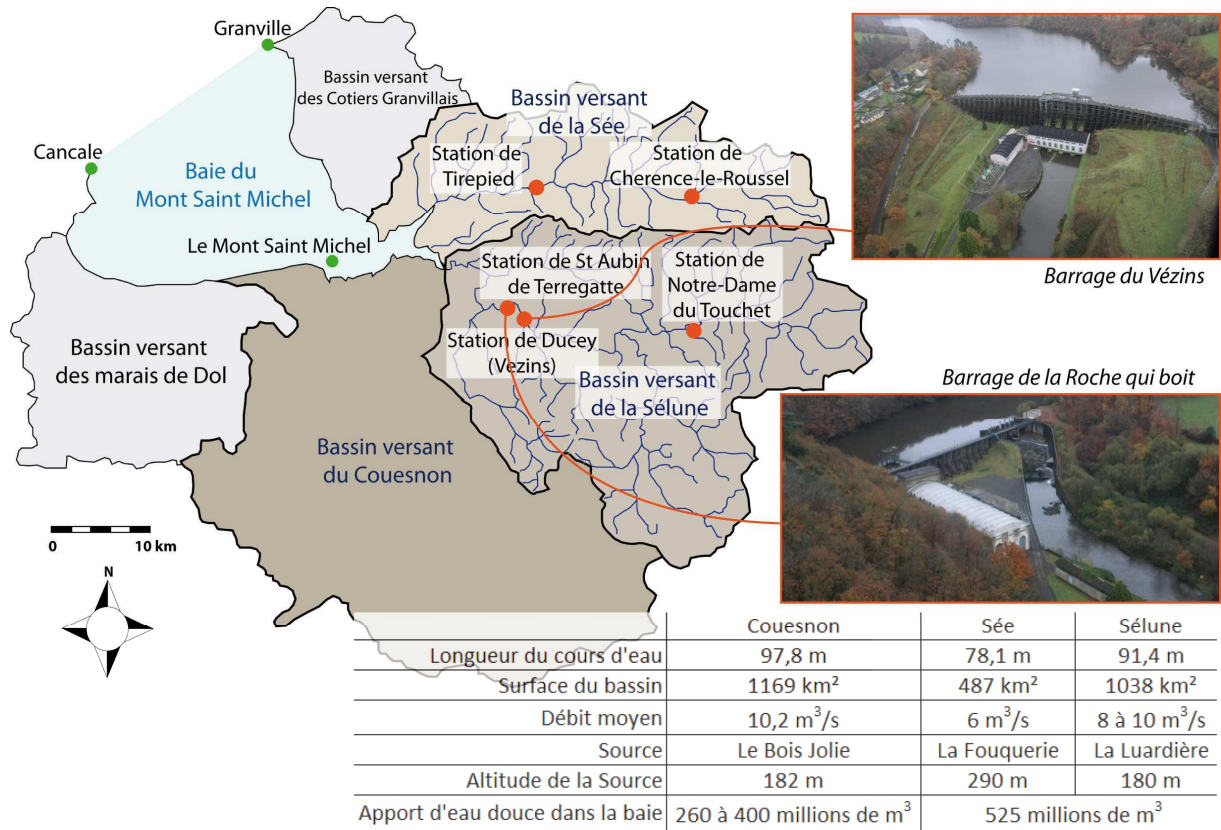 Granville
Bassin versant
des Cotiers Granvillais
Cancale
Baie du
Mont Saint Michel
Le Mont Saint Michel
Bassin versant
de la Sée
Station de
Tirepied
Station de
Cherence-le-Roussel
Station de St Aubin
de Terregatte
Station de
Notre-Dame
du Touchet
Station de Ducey
(Vezins)
Bassin versant
de la Sélune
Bassin versant
des marais de Dol
Bassin versant
du Couesnon
Barrage du Vézins
Barrage de la Roche qui boit
0 10 km
N
Couesnon Sée Sélune
Longueur du cours d'eau 97,8 m 78,1 m 91,4 m
Surface du bassin 1169 km² 487 km² 1038 km²
Débit moyen 10,2 m³/s 6 m³/s 8 à 10 m³/s
Source Le Bois Jolie La Fouquerie La Luardière
Altitude de la Source 182 m 290 m 180 m
Apport d'eau douce dans la baie 260 à 400 millions de m³ 525 millions de m³